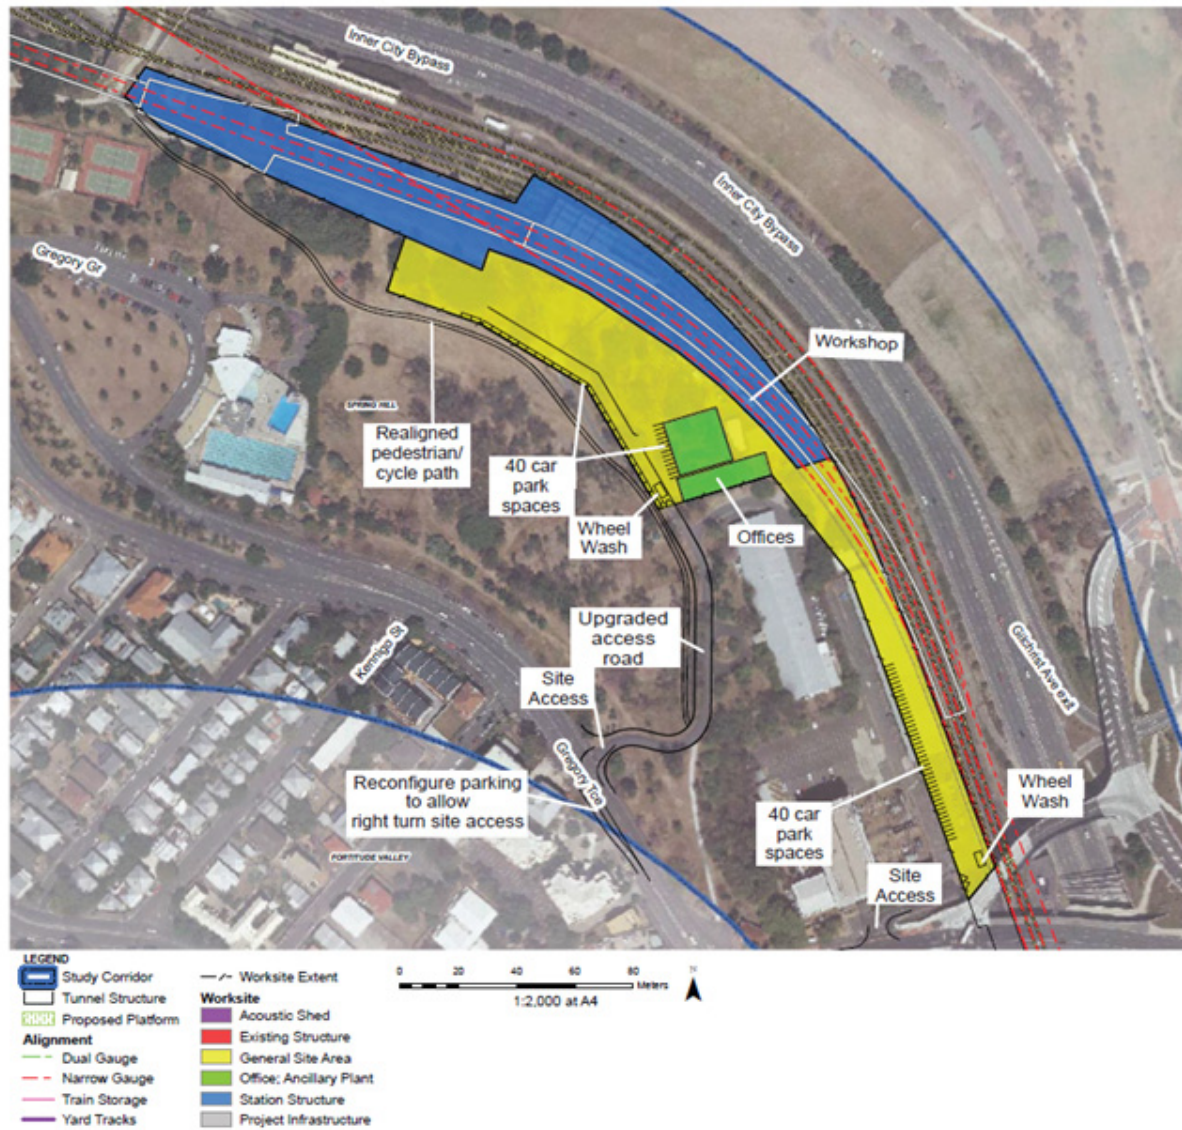 Inner City Bypass
Inner City Bypass
Gregory Gr
Workshop
SPRING HILL
Realigned
pedestrian/
cycle path
40 car
park
spaces
Wheel
Wash
Offices
Upgraded
access
road
Kennigo St
Site
Access
Gilchrist Ave exit
Gregory Tce
Reconfigure parking
to allow
right turn site access
Wheel
Wash
40 car
park
spaces
FORTITUDE VALLEY
Site
Access
LEGEND
Study Corridor
Tunnel Structure
Proposed Platform
Alignment
Dual Gauge
Narrow Gauge
Train Storage
Yard Tracks
Worksite Extent
Worksite
Acoustic Shed
Existing Structure
General Site Area
Office; Ancillary Plant
Station Structure
Project Infrastructure
0 20 40 60 80
Meters
1:2,000 at A4
N